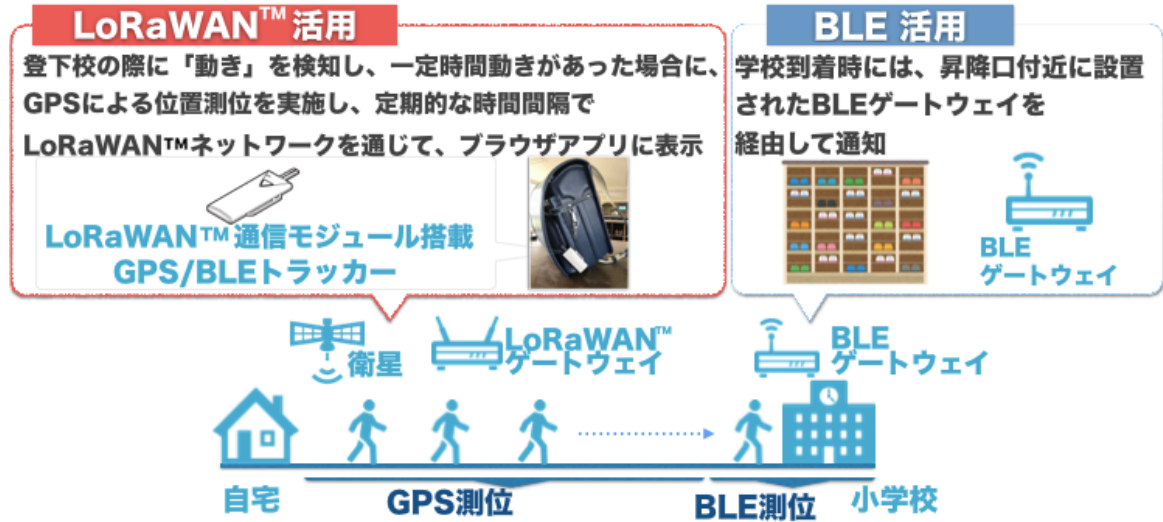 LoRaWAN™活用
登下校の際に「動き」を検知し、一定時間動きがあった場合に、
GPSによる位置測位を実施し、定期的な時間間隔で
LoRaWAN™ネットワークを通じて、ブラウザアプリに表示
LoRaWAN™通信モジュール搭載
GPS/BLEトラッカー
BLE 活用
学校到着時には、昇降口付近に設置
されたBLEゲートウェイを
経由して通知
BLE
ゲートウェイ
衛星
LoRaWAN™
ゲートウェイ
BLE
ゲートウェイ
自宅
GPS測位
BLE測位
小学校